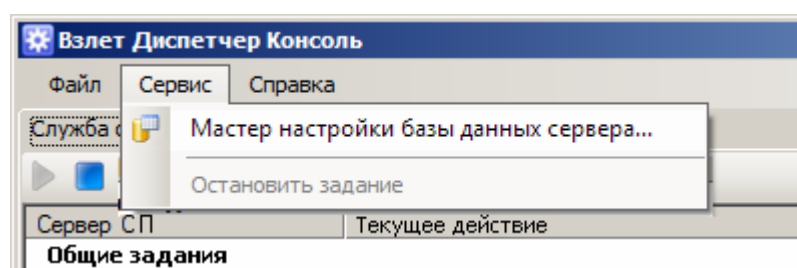 Взлет Диспетчер Консоль
Файл Сервис Справка
Служба
Мастер настройки базы данных сервера...
Остановить задание
Сервер СП Текущее действие
Общие задания